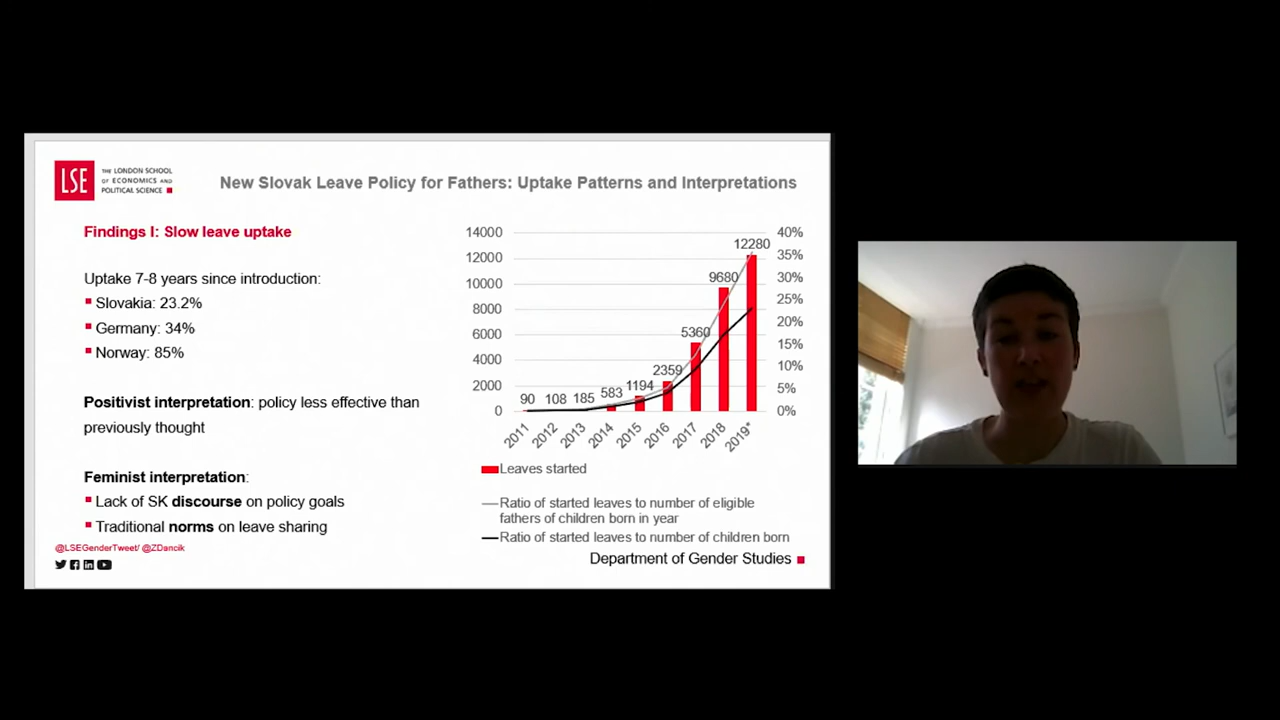 LSE
THE LONDON SCHOOL
OF ECONOMICS AND
POLITICAL SCIENCE
New Slovak Leave Policy for Fathers: Uptake Patterns and Interpretations
Findings I: Slow leave uptake
Uptake 7-8 years since introduction:
Slovakia: 23.2%
Germany: 34%
Norway: 85%
Positivist interpretation: policy less effective than
previously thought
Feminist interpretation:
Lack of SK discourse on policy goals
Traditional norms on leave sharing
@LSEGenderTweet/ @ZDancik
14000
12000
10000
8000
6000
4000
2000
0
40%
35%
30%
25%
20%
15%
10%
5%
0%
90
108
185
583
1194
2359
5360
9680
12280
2011
2012
2013
2014
2015
2016
2017
2018
2019*
Leaves started
Ratio of started leaves to number of eligible
fathers of children born in year
Ratio of started leaves to number of children born
Department of Gender Studies